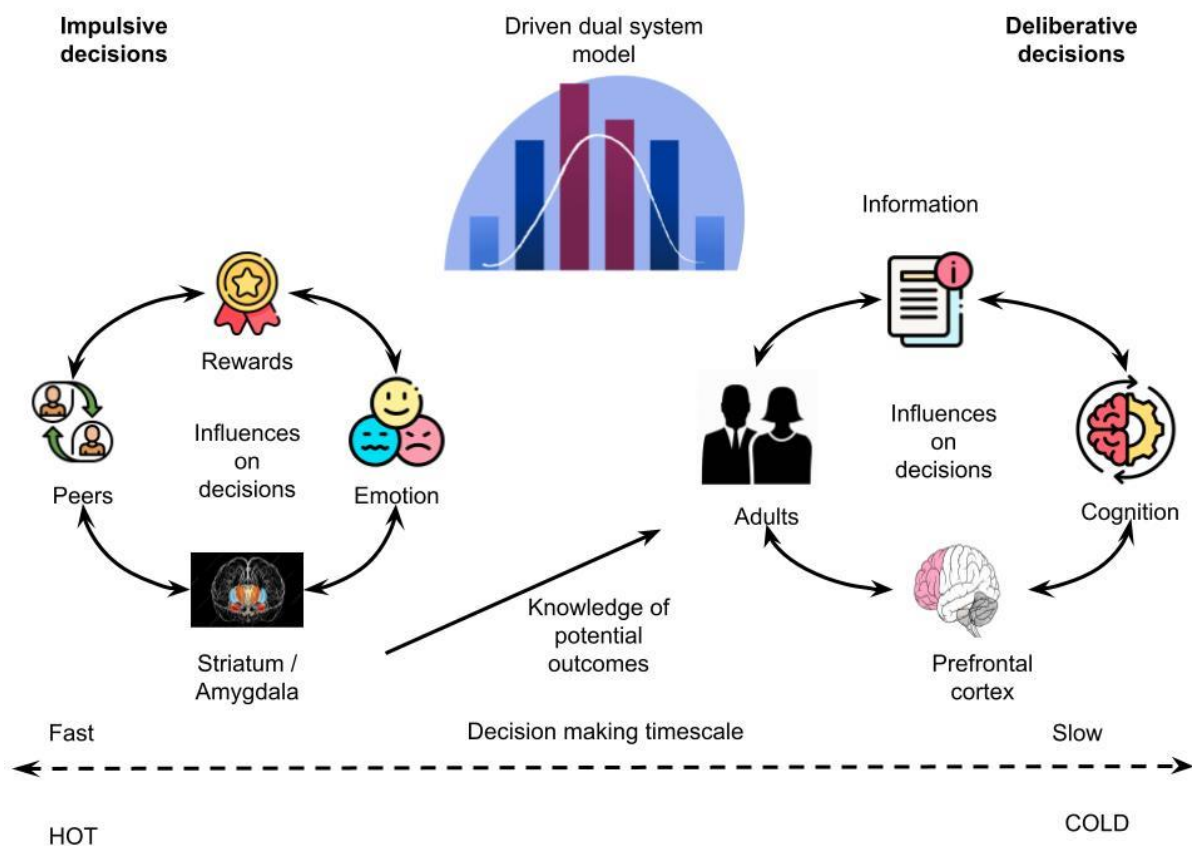 Impulsive
decisions
Driven dual system
model
Deliberative
decisions
Information
Rewards
Influences
on
decisions
Peers
Emotion
Influences
on
decisions
Adults
Cognition
Striatum /
Amygdala
Knowledge of
potential
outcomes
Prefrontal
cortex
Fast
Decision making timescale
Slow
HOT
COLD